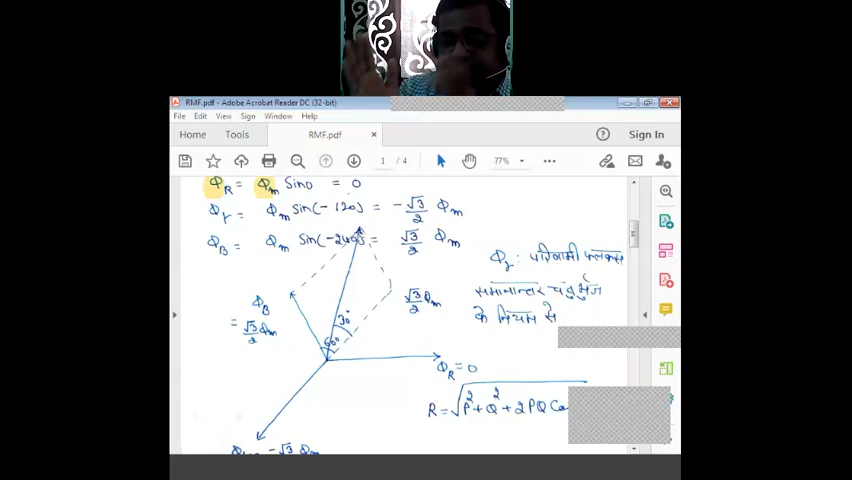 RMF.pdf - Adobe Acrobat Reader DC (32-bit)
File Edit View Sign Window Help
Home Tools RMF.pdf × Sign In
1 / 4 77%
Φ_R = Φ_m Sin0 = 0
Φ_Y = Φ_m sin(-120) = -√3/2 Φ_m
Φ_B = Φ_m Sin(-240) = √3/2 Φ_m
Φ_r : परिणामी फ्लक्स
समानान्तर चतुर्भुज
के नियम से
Φ_B
= √3/2 Φ_m
√3/2 Φ_m
30°
60°
Φ_R = 0
R = √P² + Q² + 2PQ
- √3 Φ_m